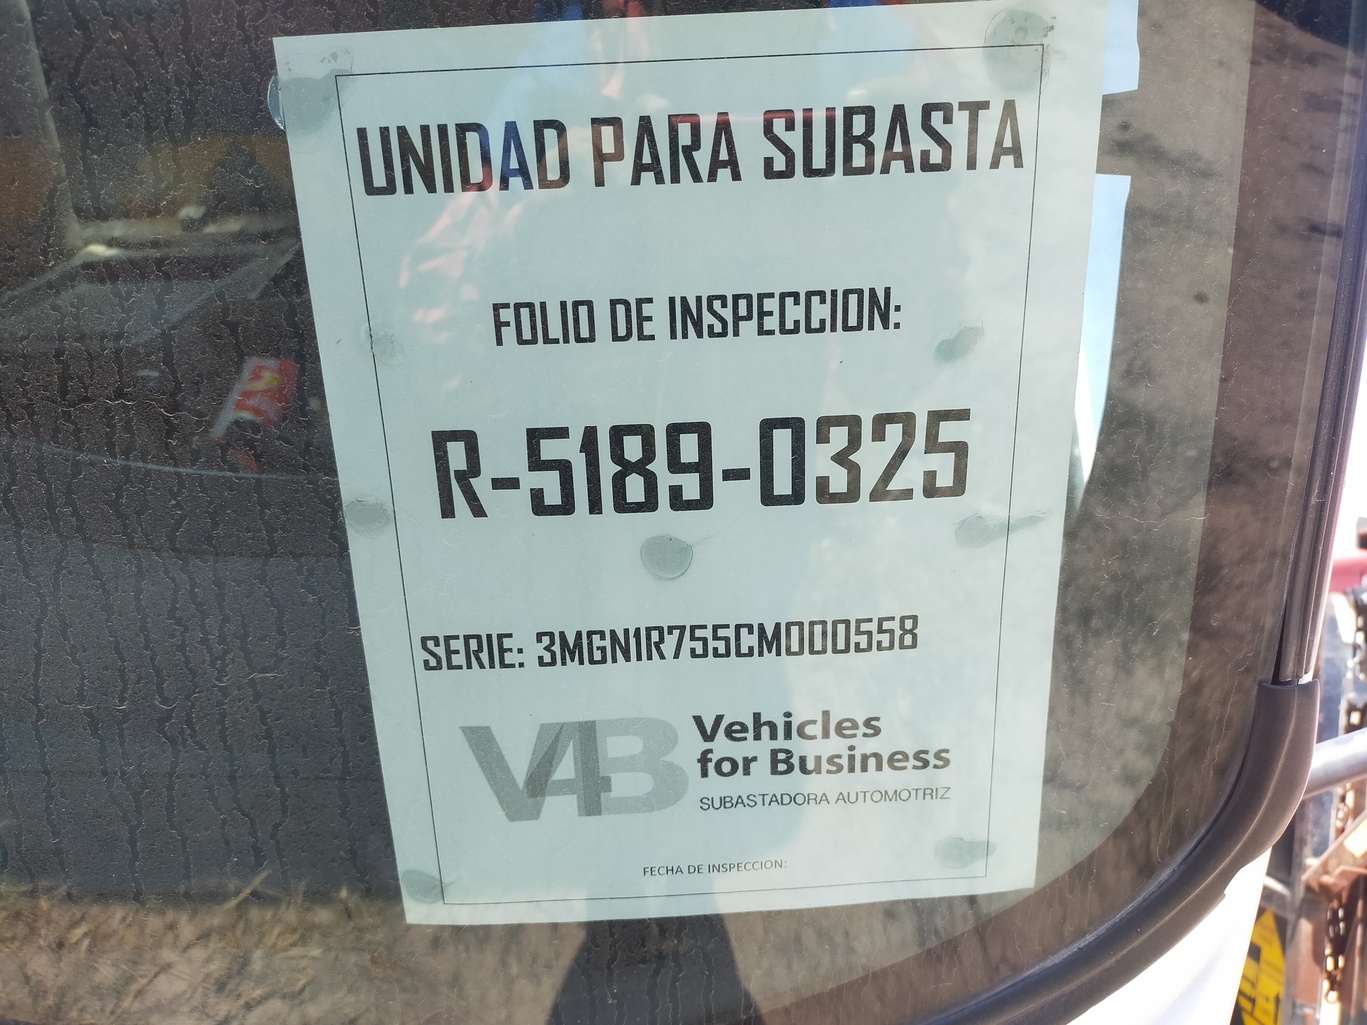 UNIDAD PARA SUBASTA
FOLIO DE INSPECCION:
R-5189-0325
SERIE: 3MGN1R755CM000558
V4B
Vehicles
for Business
SUBASTADORA AUTOMOTRIZ
FECHA DE INSPECCION: